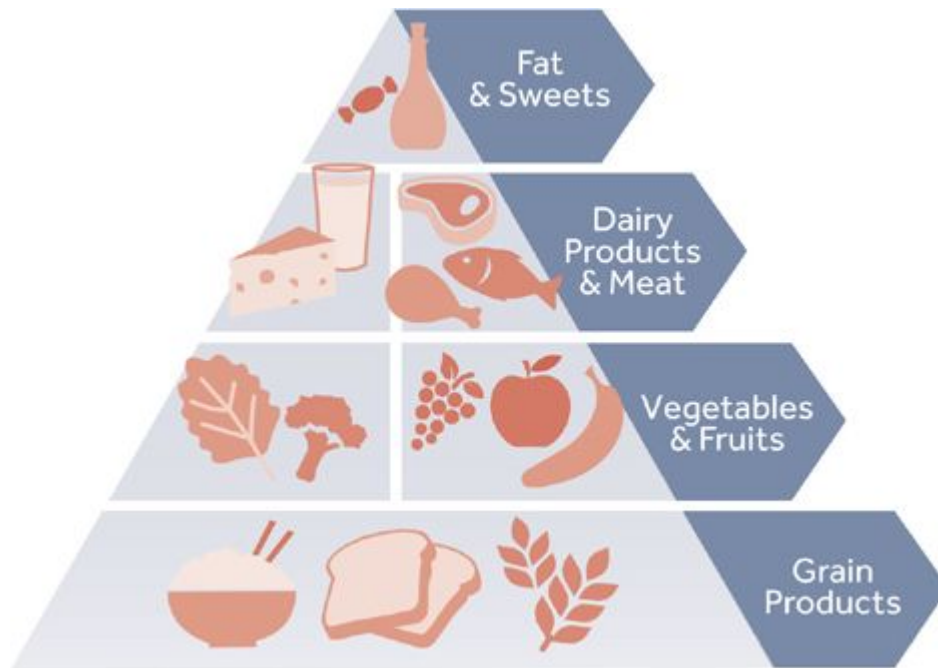 Fat
& Sweets
Dairy
Products
& Meat
Vegetables
& Fruits
Grain
Products